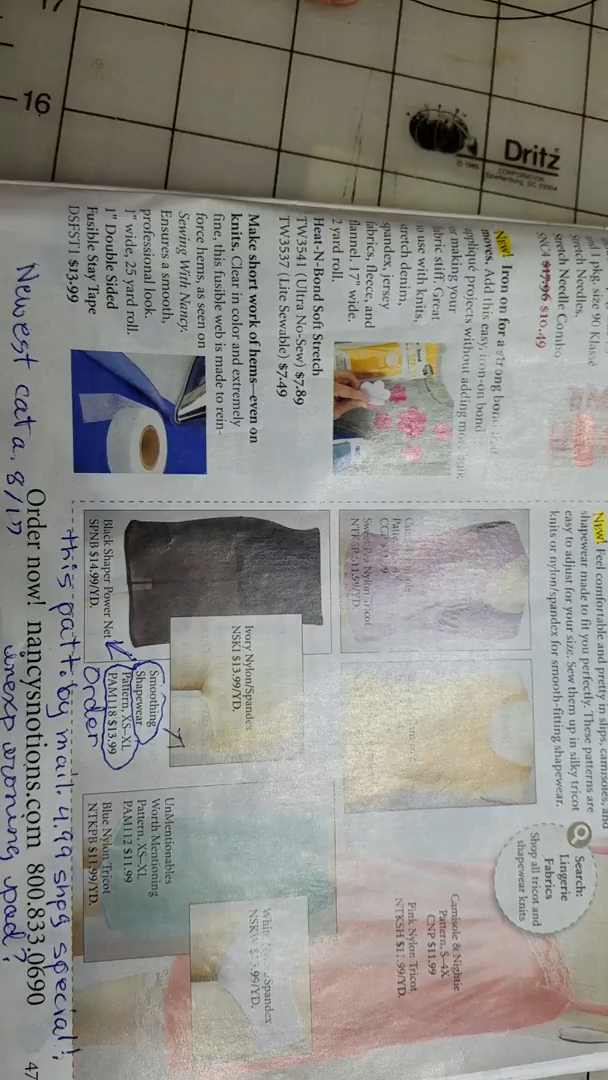 17
16
Dritz
CORPORATION
Spartanburg, SC
and 1 pkg. size 90 Klassé
Stretch Needles.
Stretch Needle Combo
$10.49
New! Iron on for a strong bond that
moves. Add this easy, iron-on bond
appliqué projects without adding more bulk
or making your
fabric stiff. Great
to use with knits,
stretch denim,
spandex, jersey
fabrics, fleece, and
flannel. 17" wide.
2 yard roll.
Heat-N-Bond Soft Stretch
TW3541 (Ultra No-Sew) $7.89
TW3537 (Lite Sewable) $7.49
Make short work of hems—even on
knits. Clear in color and extremely
fine, this fusible web is made to rein-
force hems, as seen on
Sewing With Nancy.
Ensures a smooth,
professional look.
1" wide, 25 yard roll.
1" Double Sided
Fusible Stay Tape
DSFST1 $13.99
New! Feel comfortable and pretty in slips, camisoles, and
shapewear made to fit you perfectly. These patterns are
easy to adjust for your size. Sew them up in silky tricot
knits or nylon/spandex for smooth-fitting shapewear.
Search:
Lingerie
Fabrics
Shop all tricot and
shapewear knits
Nylon Tricot
Camisole & Nightie
Pattern, S–4X
CNP $11.99
Pink Nylon Tricot
NTKSH $11.99/YD.
Ivory Nylon/Spandex
NSKI $13.99/YD.
Black Shaper Power Net
SPNB $14.99/YD.
Smoothing
Shapewear
Pattern, XS–XL
PAM118 $13.99
Order
UnMentionables
Worth Mentioning
Pattern, XS–XL
PAM112 $11.99
Blue Nylon Tricot
NTKPB $11.99/YD.
/Spandex
this patt. by mail. 4.99 shpg special!
Order now! nancysnotions.com 800.833.0690
47
Newest cata, 8/17
pad?